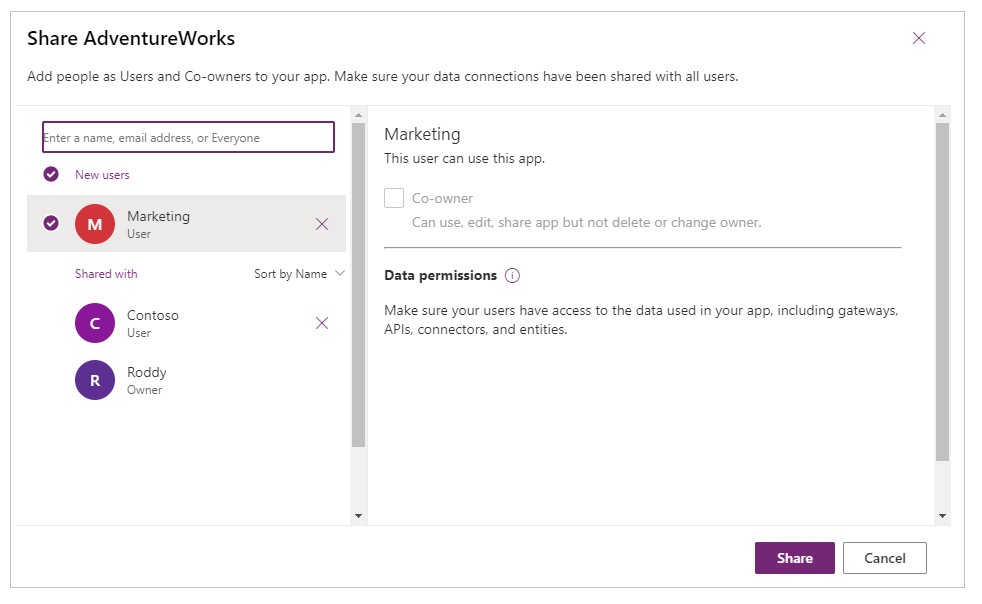 Share AdventureWorks
Add people as Users and Co-owners to your app. Make sure your data connections have been shared with all users.
Enter a name, email address, or Everyone
New users
M
Marketing
User
Shared with
Sort by Name
C
Contoso
User
R
Roddy
Owner
Marketing
This user can use this app.
Co-owner
Can use, edit, share app but not delete or change owner.
Data permissions
Make sure your users have access to the data used in your app, including gateways,
APIs, connectors, and entities.
Share
Cancel